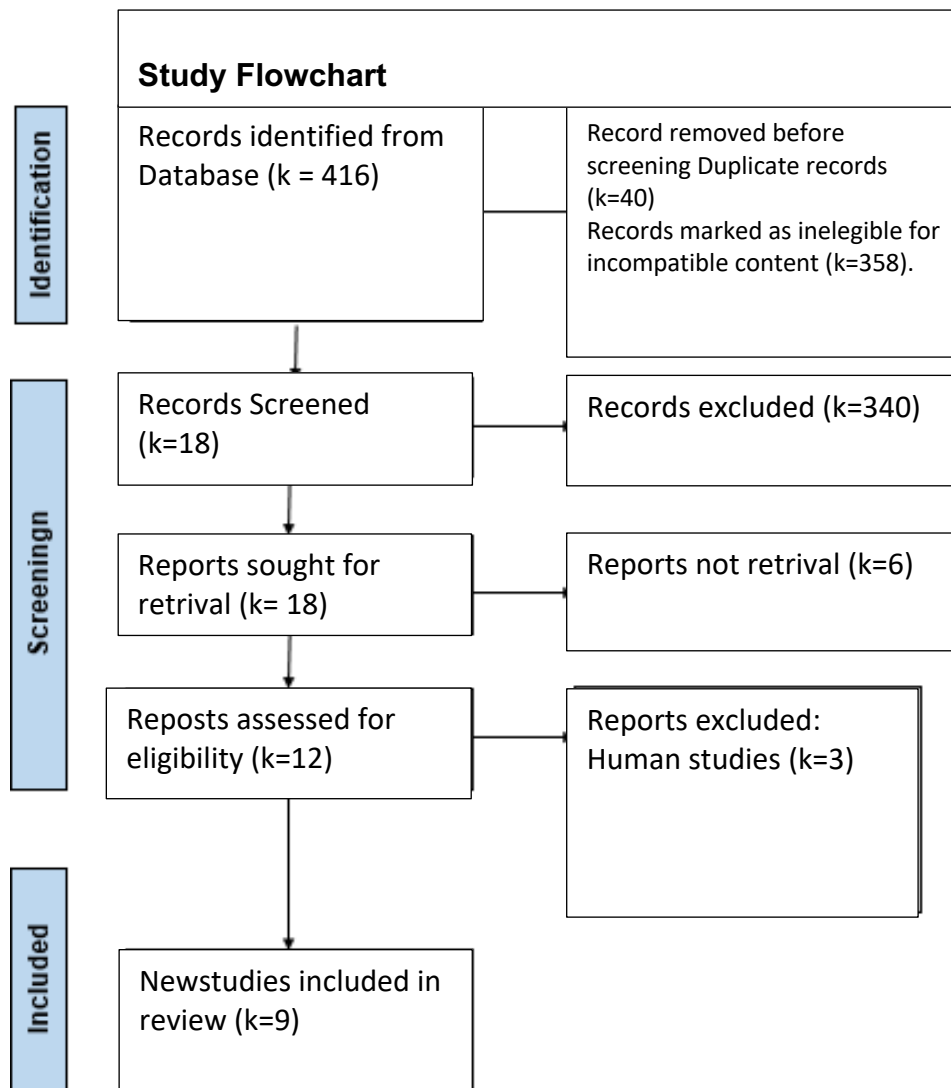 Study Flowchart
Identification
Records identified from
Database (k = 416)
Record removed before
screening Duplicate records
(k=40)
Records marked as inelegible for
incompatible content (k=358).
Screeningn
Records Screened
(k=18)
Records excluded (k=340)
Reports sought for
retrival (k= 18)
Reports not retrival (k=6)
Reposts assessed for
eligibility (k=12)
Reports excluded:
Human studies (k=3)
Included
Newstudies included in
review (k=9)